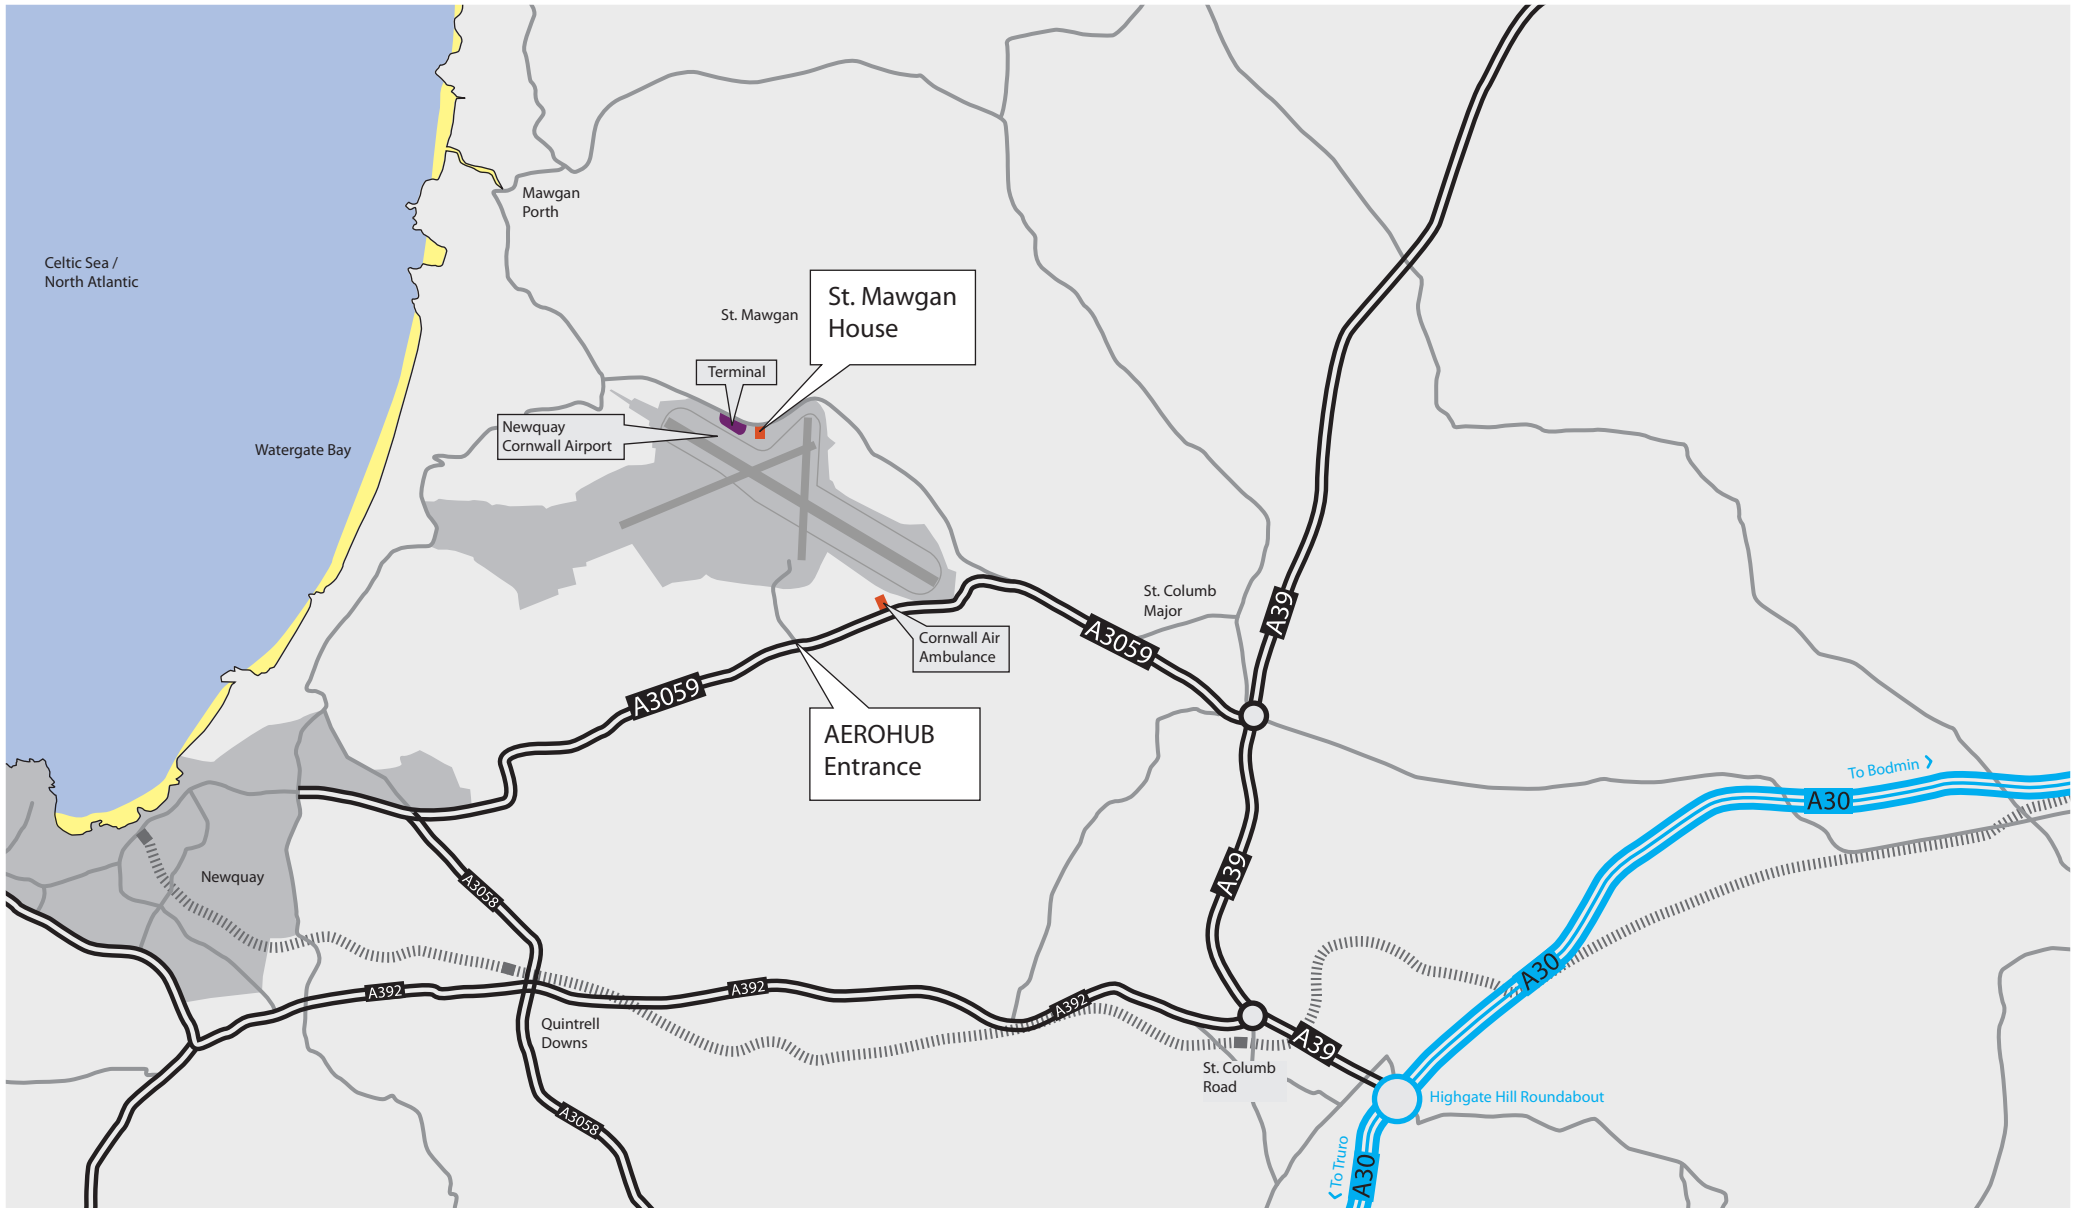 Mawgan
Porth
Celtic Sea /
North Atlantic
St. Mawgan
House
St. Mawgan
Terminal
Newquay
Cornwall Airport
Watergate Bay
St. Columb
Major
A39
A3059
Cornwall Air
Ambulance
A3059
AEROHUB
Entrance
To Bodmin >
A30
A39
Newquay
A3058
A30
A392
A392
A392
Quintrell
Downs
A39
St. Columb
Road
Highgate Hill Roundabout
A3058
< To Truro
A30